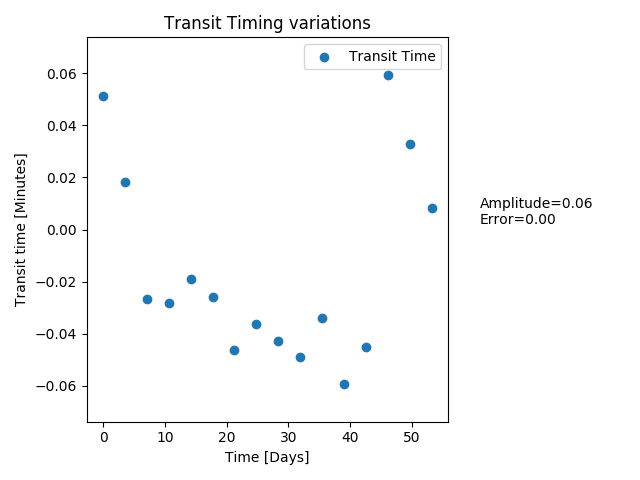 Transit Timing variations
Transit Time
Transit time [Minutes]
0.06
0.04
0.02
0.00
−0.02
−0.04
−0.06
0
10
20
30
40
50
Time [Days]
Amplitude=0.06
Error=0.00